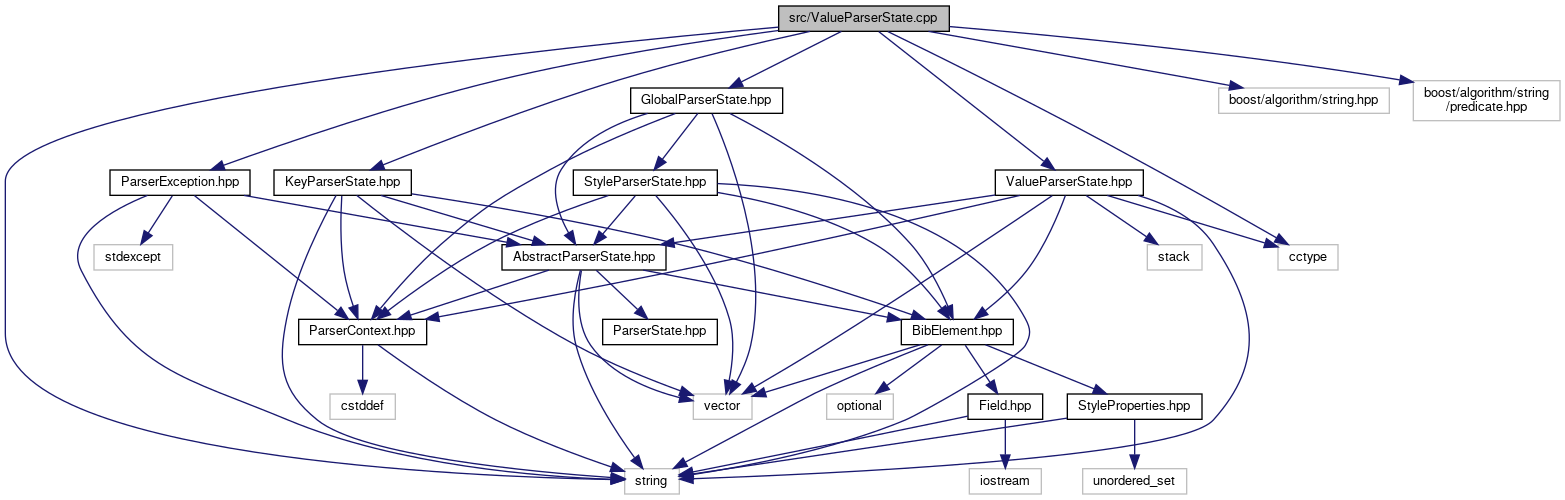 src/ValueParserState.cpp
GlobalParserState.hpp
boost/algorithm/string.hpp
boost/algorithm/string
/predicate.hpp
ParserException.hpp
KeyParserState.hpp
StyleParserState.hpp
ValueParserState.hpp
stdexcept
AbstractParserState.hpp
stack
cctype
ParserContext.hpp
ParserState.hpp
BibElement.hpp
cstddef
vector
optional
Field.hpp
StyleProperties.hpp
string
iostream
unordered_set